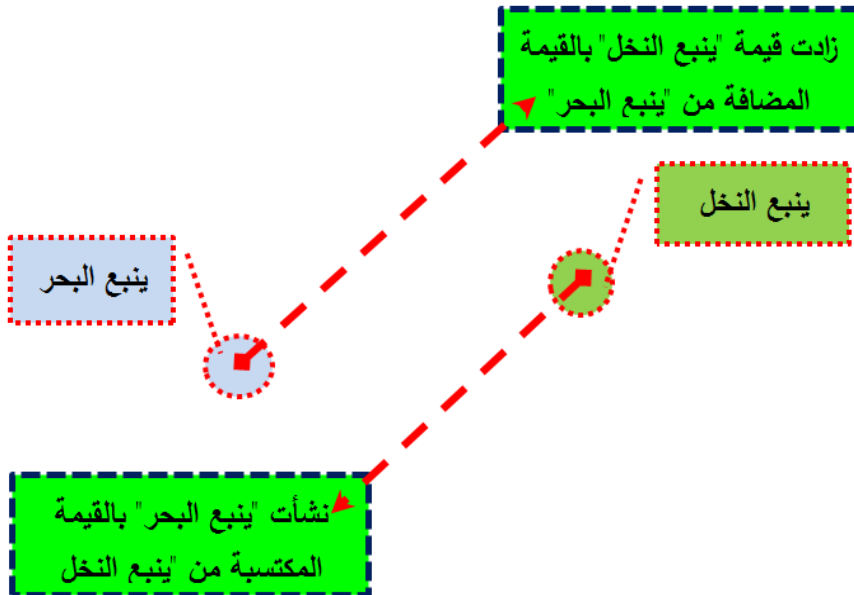 زادت قيمة "ينبع النخل" بالقيمة
المضافة من "ينبع البحر"
ينبع النخل
ينبع البحر
نشأت "ينبع البحر" بالقيمة
المكتسبة من "ينبع النخل